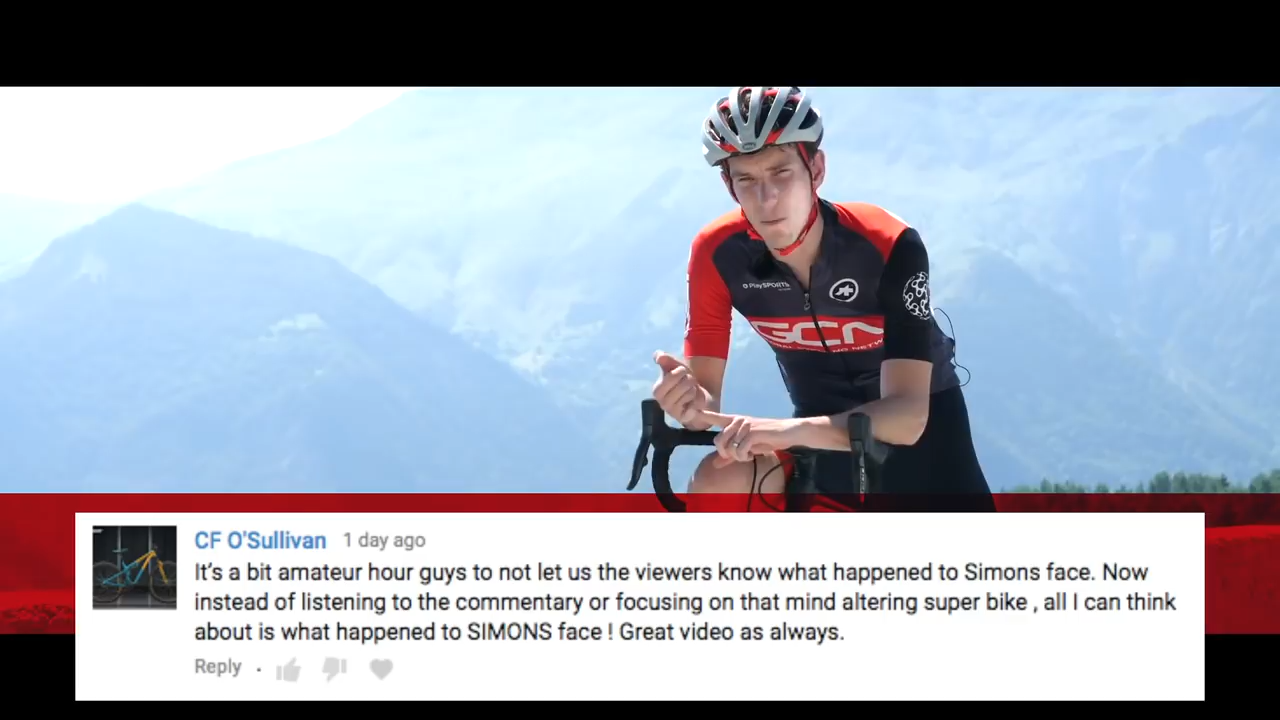 PlaySPORTS
GCN
CF O'Sullivan 1 day ago
It's a bit amateur hour guys to not let us the viewers know what happened to Simons face. Now
instead of listening to the commentary or focusing on that mind altering super bike , all I can think
about is what happened to SIMONS face ! Great video as always.
Reply .